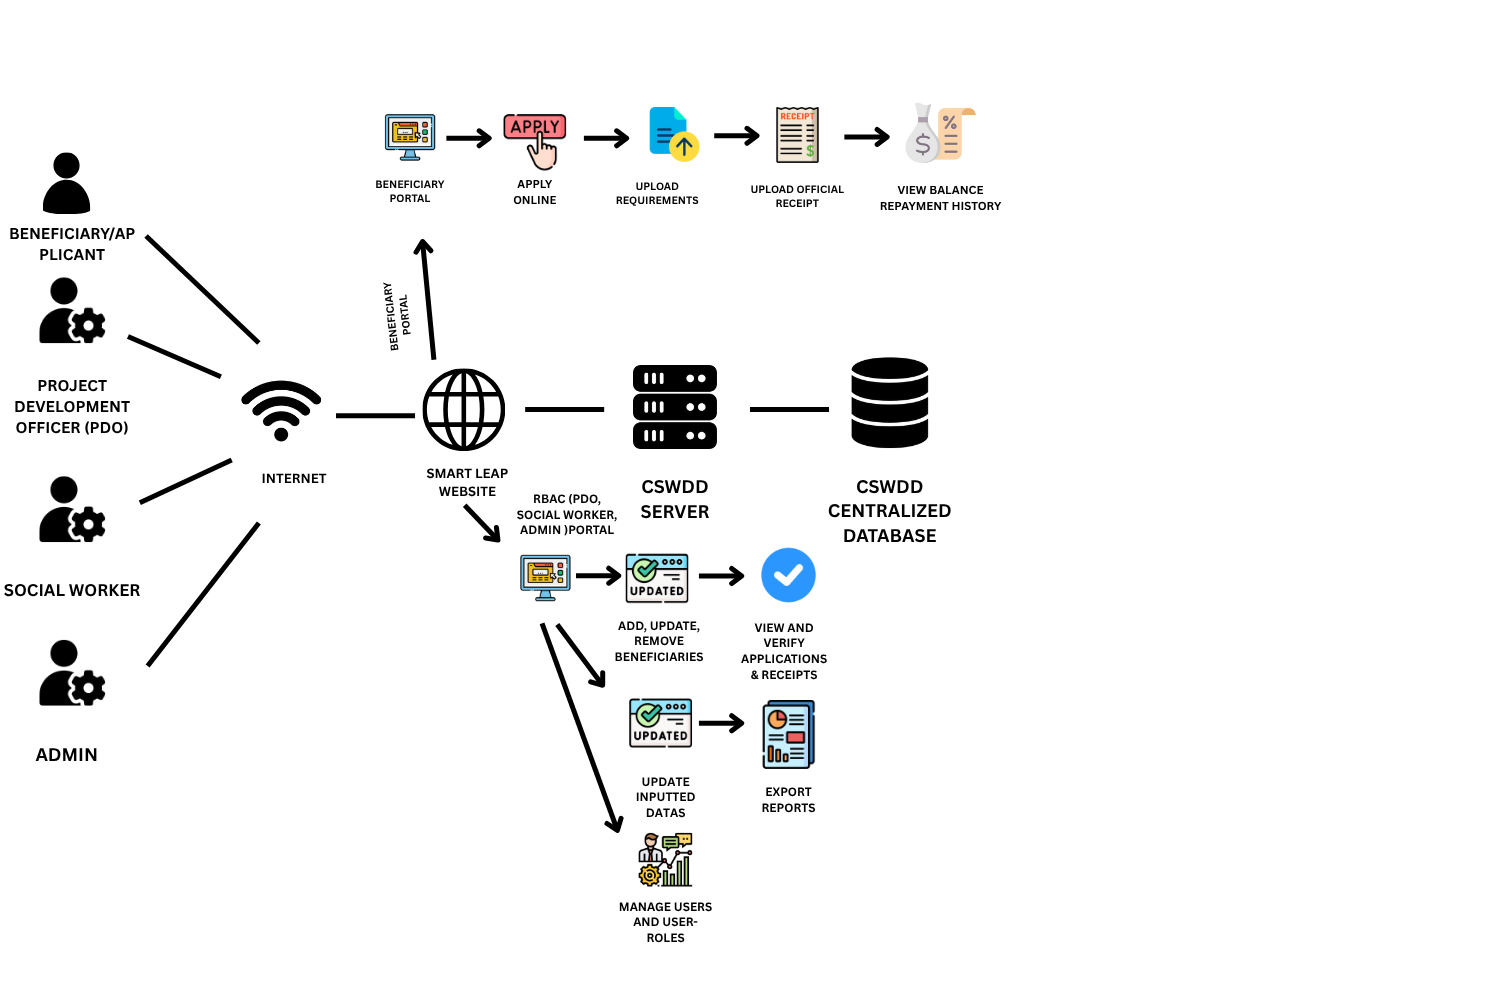 APPLY
RECEIPT
$
$
%
BENEFICIARY
PORTAL
APPLY
ONLINE
UPLOAD
REQUIREMENTS
UPLOAD OFFICIAL
RECEIPT
VIEW BALANCE
REPAYMENT HISTORY
BENEFICIARY/AP
PLICANT
BENEFICIARY
PORTAL
PROJECT
DEVELOPMENT
OFFICER (PDO)
INTERNET
SMART LEAP
WEBSITE
CSWDD
SERVER
CSWDD
CENTRALIZED
DATABASE
RBAC (PDO,
SOCIAL WORKER,
ADMIN )PORTAL
SOCIAL WORKER
UPDATED
ADD, UPDATE,
REMOVE
BENEFICIARIES
VIEW AND
VERIFY
APPLICATIONS
& RECEIPTS
ADMIN
UPDATED
UPDATE
INPUTTED
DATAS
EXPORT
REPORTS
MANAGE USERS
AND USER-
ROLES